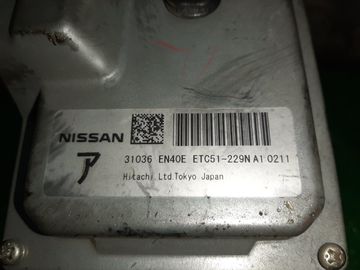 NISSAN
ア 31036 EN40E ETC51-229N A1 0211
Hitachi Ltd Tokyo Japan